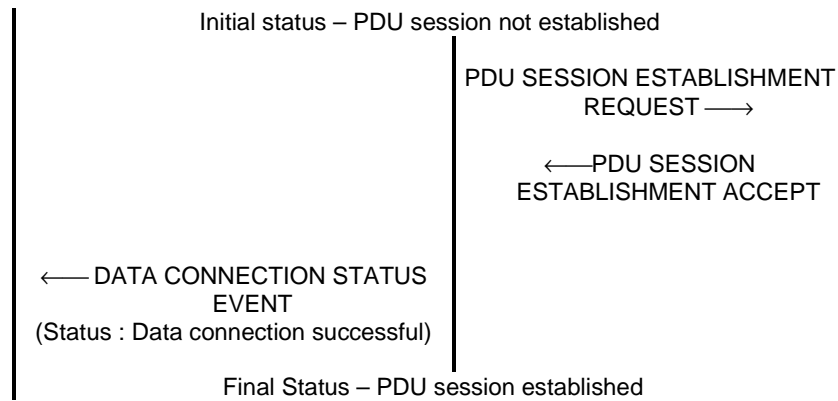 Initial status – PDU session not established
PDU SESSION ESTABLISHMENT
REQUEST ⟶
⟵PDU SESSION
ESTABLISHMENT ACCEPT
⟵ DATA CONNECTION STATUS
EVENT
(Status : Data connection successful)
Final Status – PDU session established